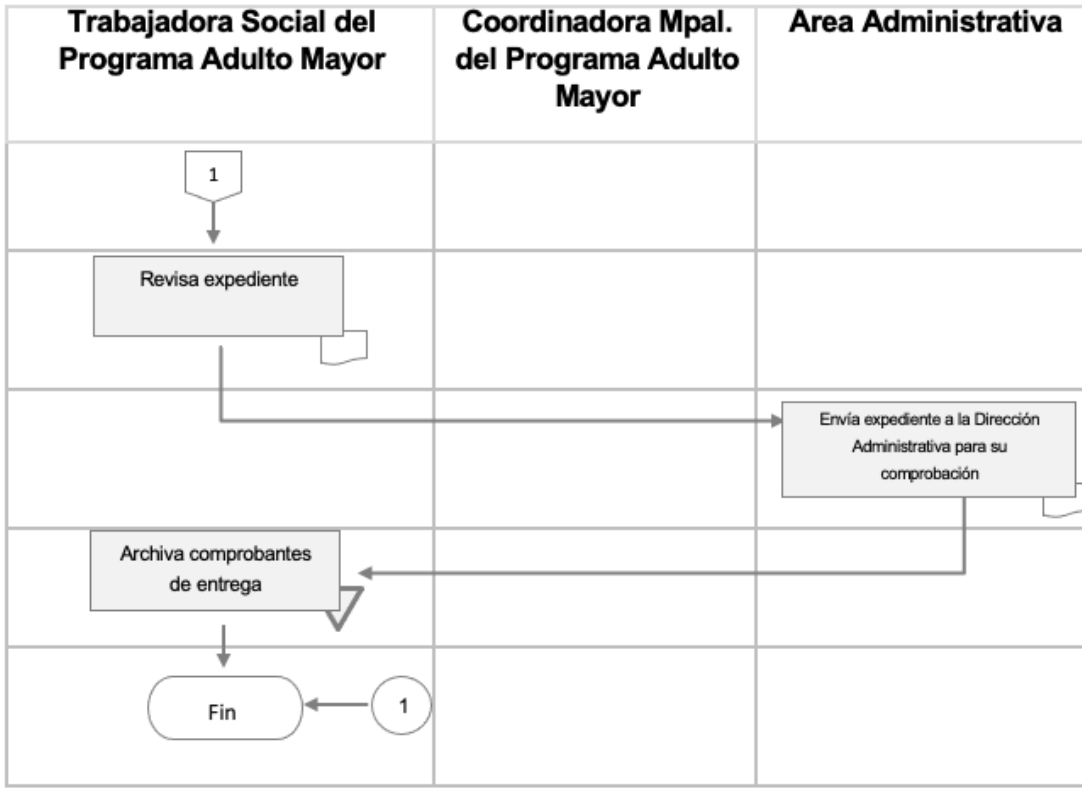 Trabajadora Social del
Programa Adulto Mayor
Coordinadora Mpal.
del Programa Adulto
Mayor
Area Administrativa
1
Revisa expediente
Envía expediente a la Dirección
Administrativa para su
comprobación
Archiva comprobantes
de entrega
Fin
1